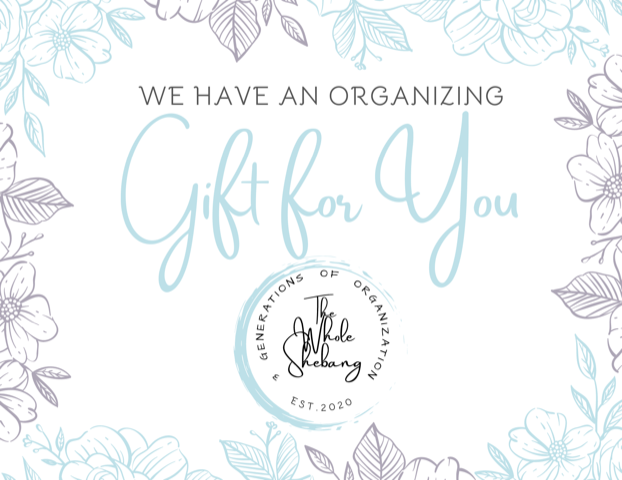 WE HAVE AN ORGANIZING
Gift for You
GENERATIONS OF ORGANIZATION
The
Whole
Shebang
& EST.2020